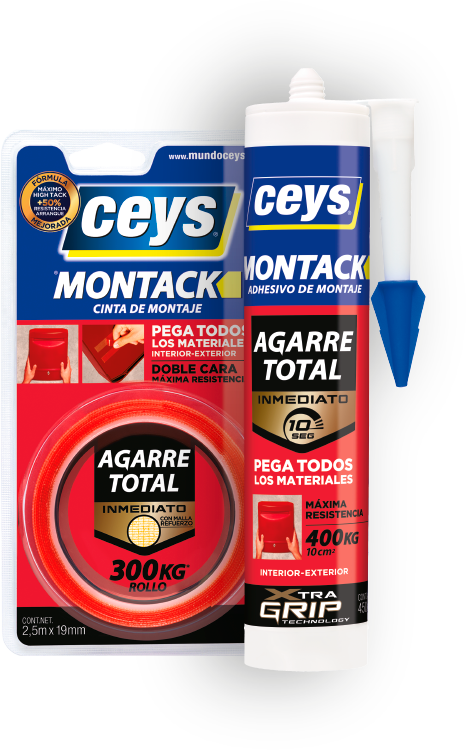 www.mundoceys
FÓRMULA
MÁXIMO
HIGH TACK
+50%
RESISTENCIA
ARRANQUE
MEJORADA
ceys
MONTACK
CINTA DE MONTAJE
PEGA TODOS
LOS MATERIALES
INTERIOR-EXTERIOR
DOBLE CARA
MÁXIMA RESISTENCI
AGARRE
TOTAL
INMEDIATO
CON MALLA
REFUERZO
300KG*
ROLLO
CONT.NET.
2,5m x 19mm
ceys
MONTACK
ADHESIVO DE MONTAJE
AGARRE
TOTAL
INMEDIATO
10
SEG
PEGA TODOS
LOS MATERIALES
MÁXIMA
RESISTENCIA
400KG
10cm²
INTERIOR-EXTERIOR
XTRA
GRIP
TECHNOLOGY